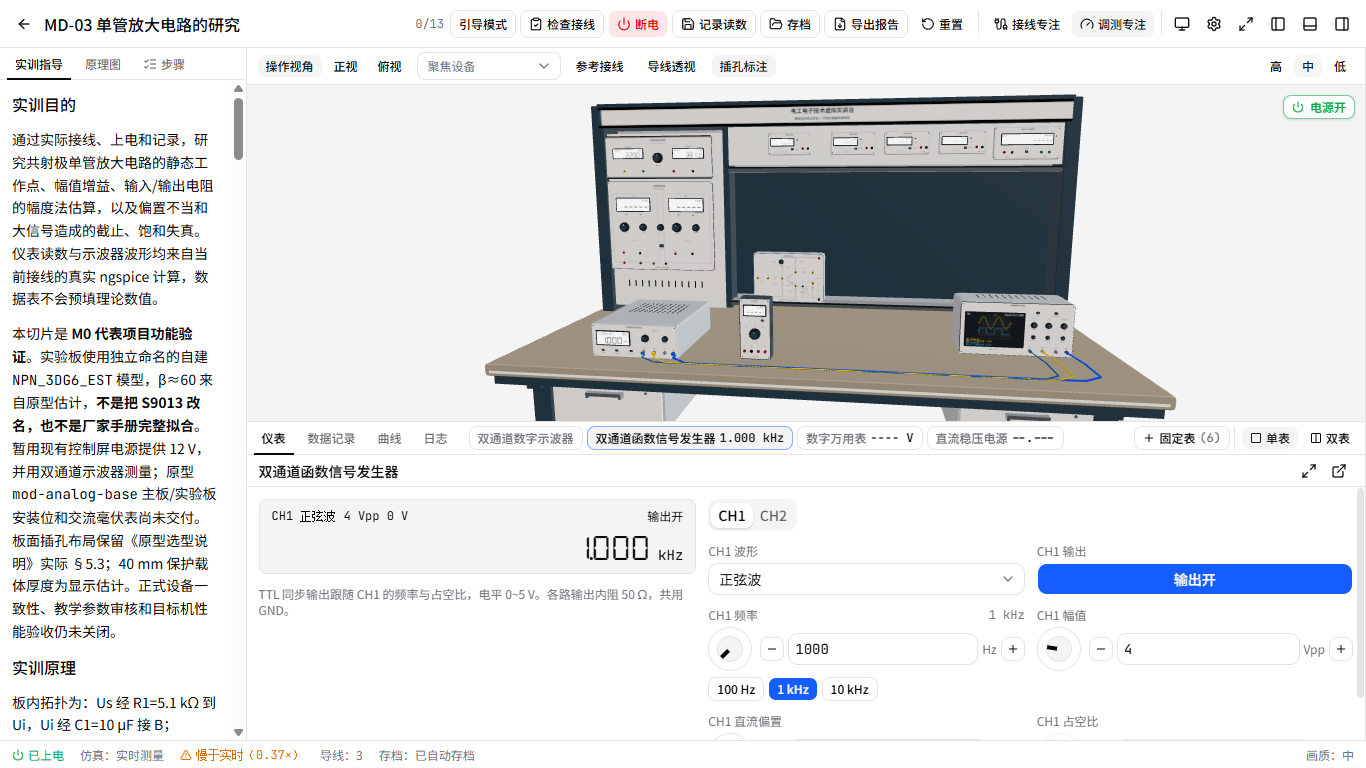 MD-03 单管放大电路的研究
0/13
引导模式
检查接线
断电
记录读数
存档
导出报告
重置
接线专注
调测专注
实训指导
原理图
步骤
操作视角
正视
俯视
聚焦设备
参考接线
导线透视
插孔标注
高
中
低
实训目的
通过实际接线、上电和记录，研
究共射极单管放大电路的静态工
作点、幅值增益、输入/输出电阻
的幅度法估算，以及偏置不当和
大信号造成的截止、饱和失真。
仪表读数与示波器波形均来自当
前接线的真实 ngspice 计算，数
据表不会预填理论数值。
本切片是 M0 代表项目功能验
证。实验板使用独立命名的自建
NPN_3DG6_EST 模型，β≈60 来
自原型估计，不是把 S9013 改
名，也不是厂家手册完整拟合。
暂用现有控制屏电源提供 12 V，
并用双通道示波器测量；原型
mod-analog-base 主板/实验板
安装位和交流毫伏表尚未交付。
板面插孔布局保留《原型选型说
明》实际 §5.3；40 mm 保护载
体厚度为显示估计。正式设备一
致性、教学参数审核和目标机性
能验收仍未关闭。
实训原理
板内拓扑为：Us 经 R1=5.1 kΩ 到
Ui，Ui 经 C1=10 μF 接 B；
电工电子技术虚拟实训台
电源开
仪表
数据记录
曲线
日志
双通道数字示波器
双通道函数信号发生器 1.000 kHz
数字万用表 ---- V
直流稳压电源 --.---
固定表 (6)
单表
双表
双通道函数信号发生器
CH1 正弦波 4 Vpp 0 V
输出开
1.000 kHz
TTL 同步输出跟随 CH1 的频率与占空比，电平 0~5 V。各路输出内阻 50 Ω，共用
GND。
CH1
CH2
CH1 波形
正弦波
CH1 输出
输出开
CH1 频率
1 kHz
1000
Hz
CH1 幅值
4
Vpp
100 Hz
1 kHz
10 kHz
CH1 直流偏置
CH1 占空比
已上电
仿真：实时测量
慢于实时（0.37×）
导线：3
存档：已自动存档
画质：中